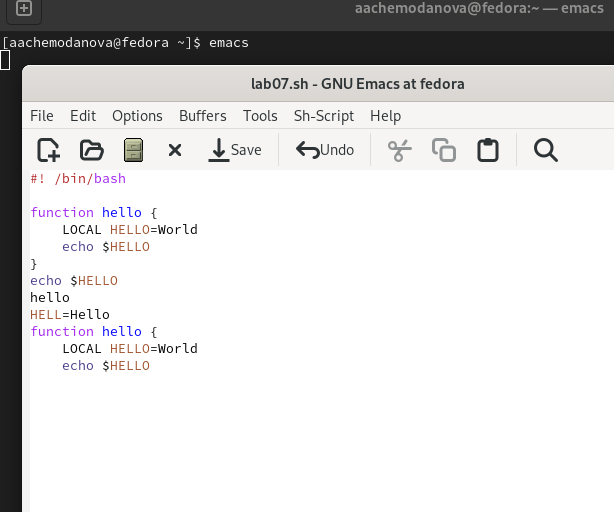 aachemodanova@fedora:~ — emacs
[aachemodanova@fedora ~]$ emacs
lab07.sh - GNU Emacs at fedora
File Edit Options Buffers Tools Sh-Script Help
Save Undo
#! /bin/bash
function hello {
    LOCAL HELLO=World
    echo $HELLO
}
echo $HELLO
hello
HELL=Hello
function hello {
    LOCAL HELLO=World
    echo $HELLO